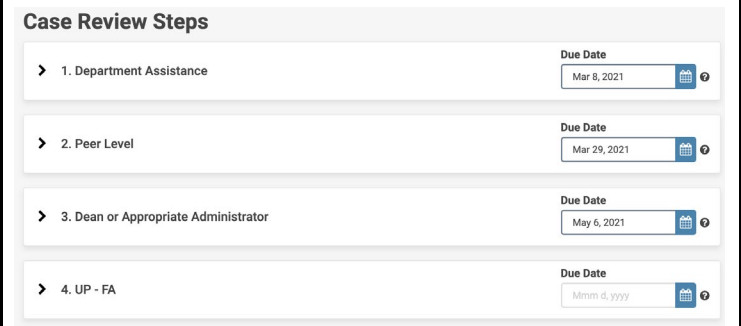 Case Review Steps
Due Date
1. Department Assistance
Mar 8, 2021
Due Date
2. Peer Level
Mar 29, 2021
Due Date
3. Dean or Appropriate Administrator
May 6, 2021
Due Date
4. UP - FA
Mmm d, yyyy